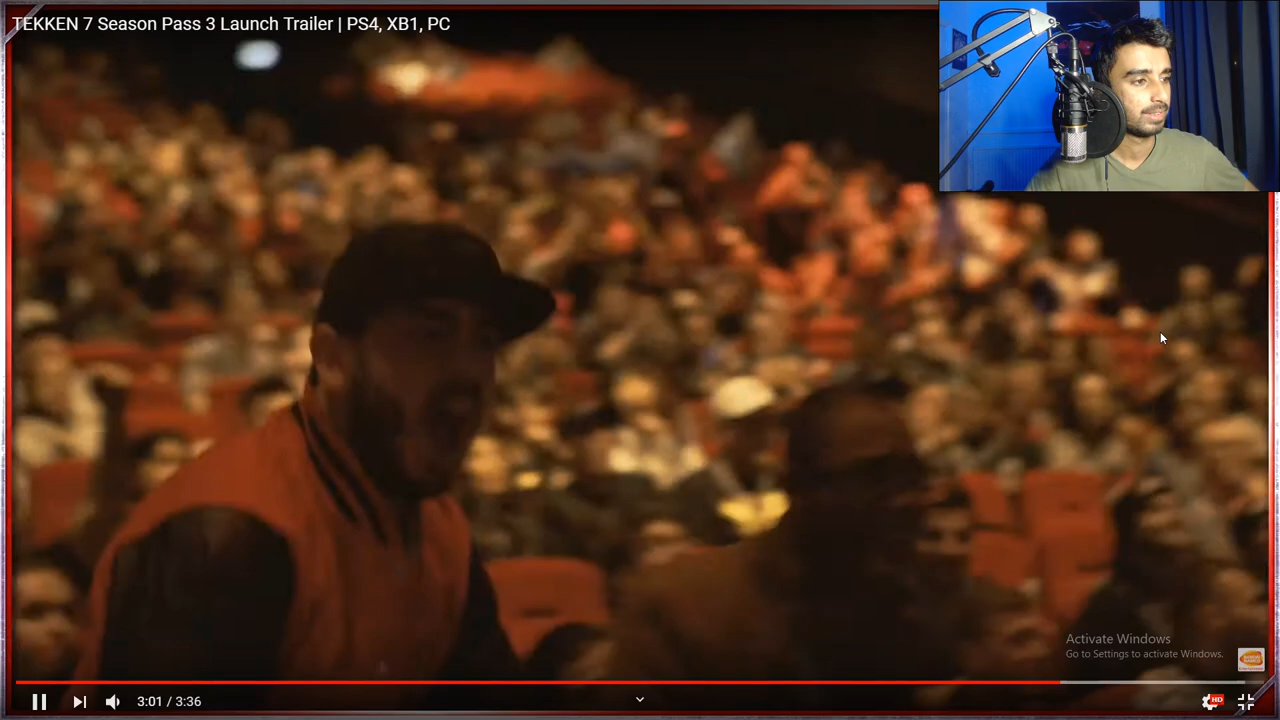 TEKKEN 7 Season Pass 3 Launch Trailer | PS4, XB1, PC
Activate Windows
Go to Settings to activate Windows.
3:01 / 3:36
HD